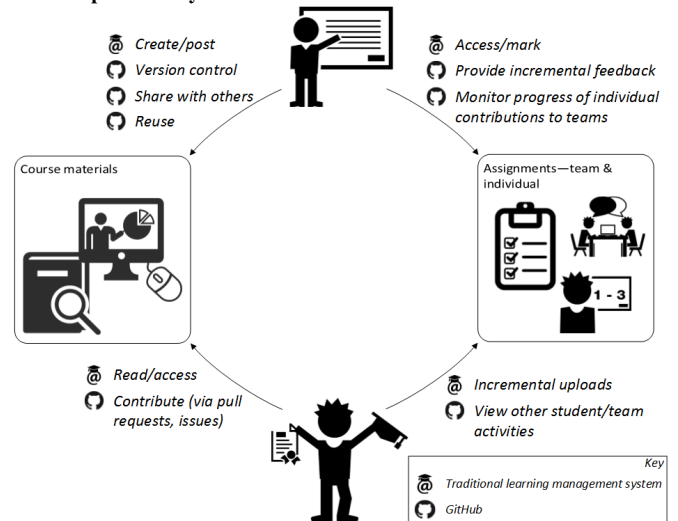 Create/post
Version control
Share with others
Reuse
Access/mark
Provide incremental feedback
Monitor progress of individual
contributions to teams
Course materials
Assignments—team &
individual
1 - 3
Read/access
Contribute (via pull
requests, issues)
Incremental uploads
View other student/team
activities
Key
Traditional learning management system
GitHub